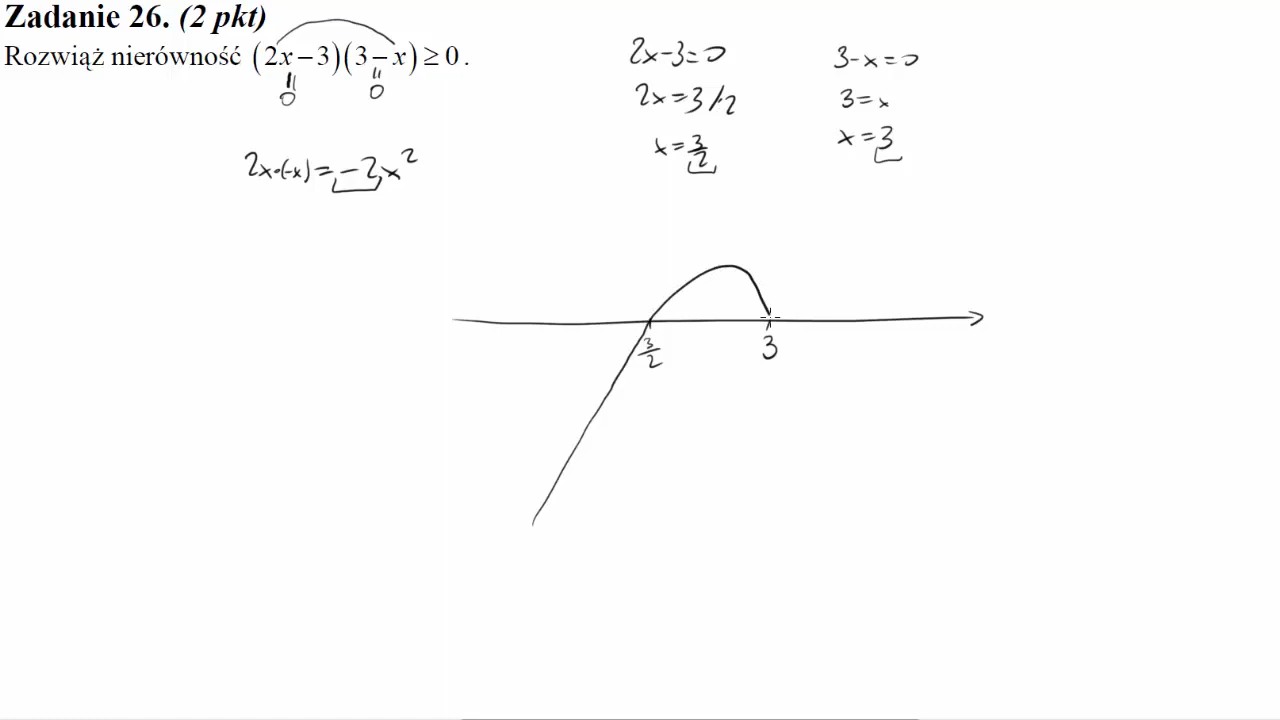 Zadanie 26. (2 pkt)
Rozwiąż nierówność (2x−3)(3−x) ≥ 0.
0 0
2x·(-x) = −2x²
2x−3=0
2x=3 /:2
x=3/2
3−x=0
3=x
x=3
3/2 3